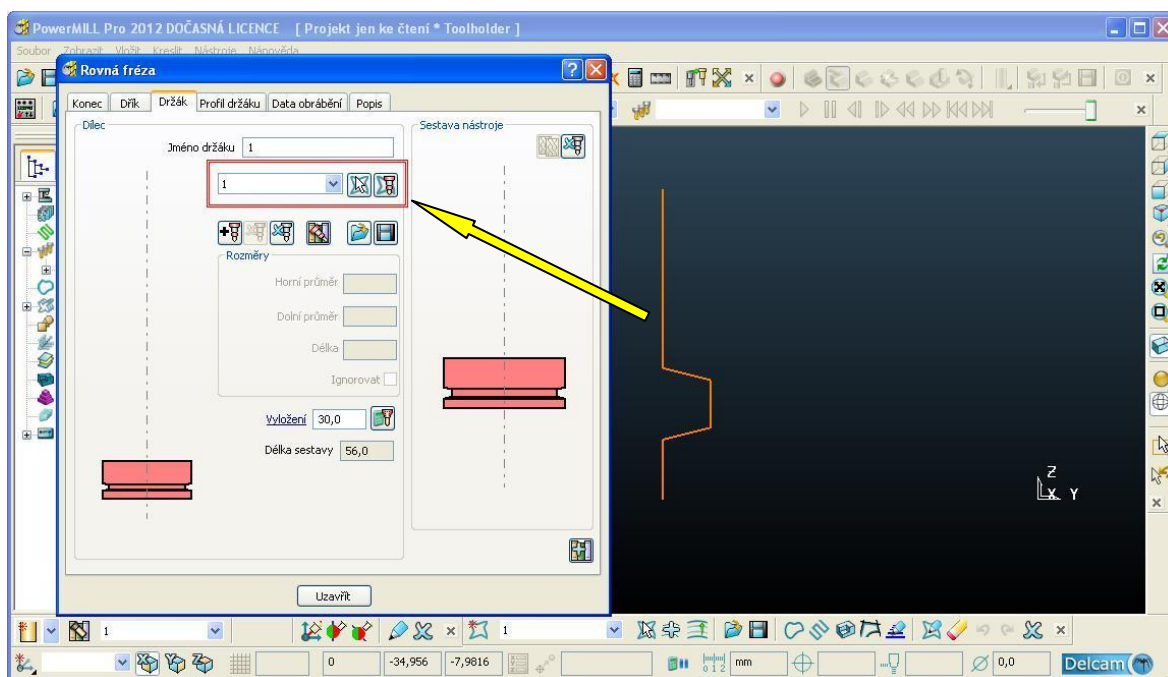 PowerMILL Pro 2012 DOČASNÁ LICENCE [ Projekt jen ke čtení * Toolholder ]
Soubor Zobrazit Vložit Kreslit Nástroje Nápověda
Rovná fréza
Konec Dřík Držák Profil držáku Data obrábění Popis
Dílec
Sestava nástroje
Jméno držáku 1
1
Rozměry
Horní průměr
Dolní průměr
Délka
Ignorovat
Vyložení 30,0
Délka sestavy 56,0
Uzavřít
Z
X Y
1
1
0 -34,956 -7,9816
mm
0,0
Delcam